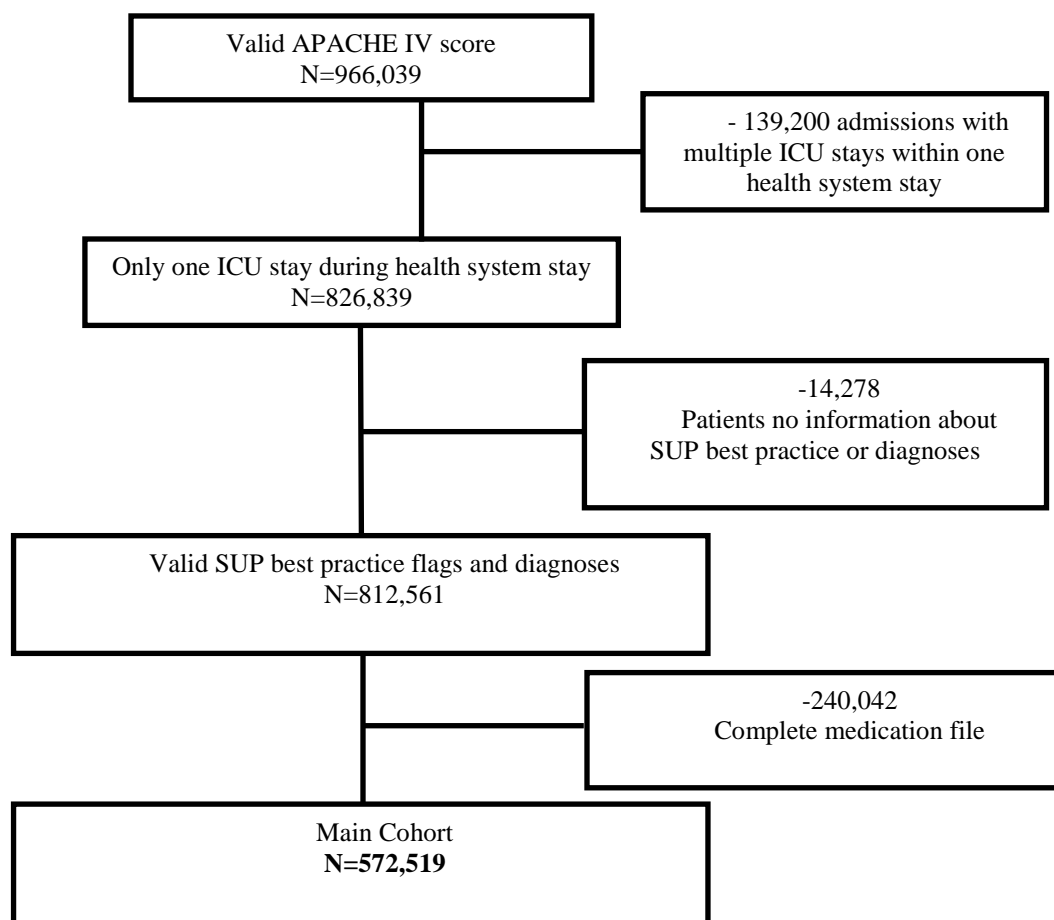 Valid APACHE IV score
N=966,039
- 139,200 admissions with
multiple ICU stays within one
health system stay
Only one ICU stay during health system stay
N=826,839
-14,278
Patients no information about
SUP best practice or diagnoses
Valid SUP best practice flags and diagnoses
N=812,561
-240,042
Complete medication file
Main Cohort
N=572,519